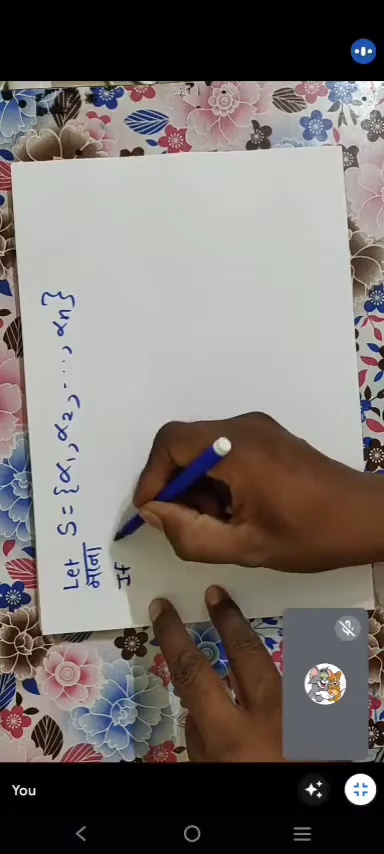 Let S = {α₁, α₂, ..., αₙ}
माना
If
You